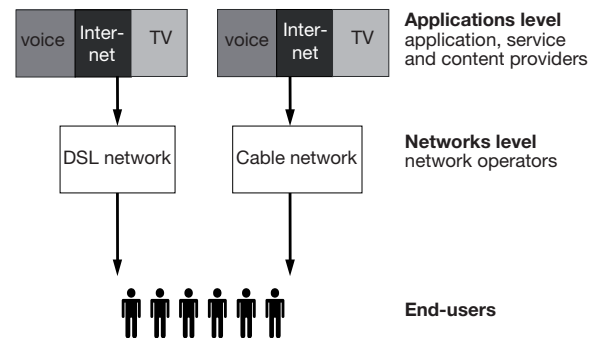 voice
Inter-
net
TV
voice
Inter-
net
TV
Applications level
application, service
and content providers
DSL network
Cable network
Networks level
network operators
End-users